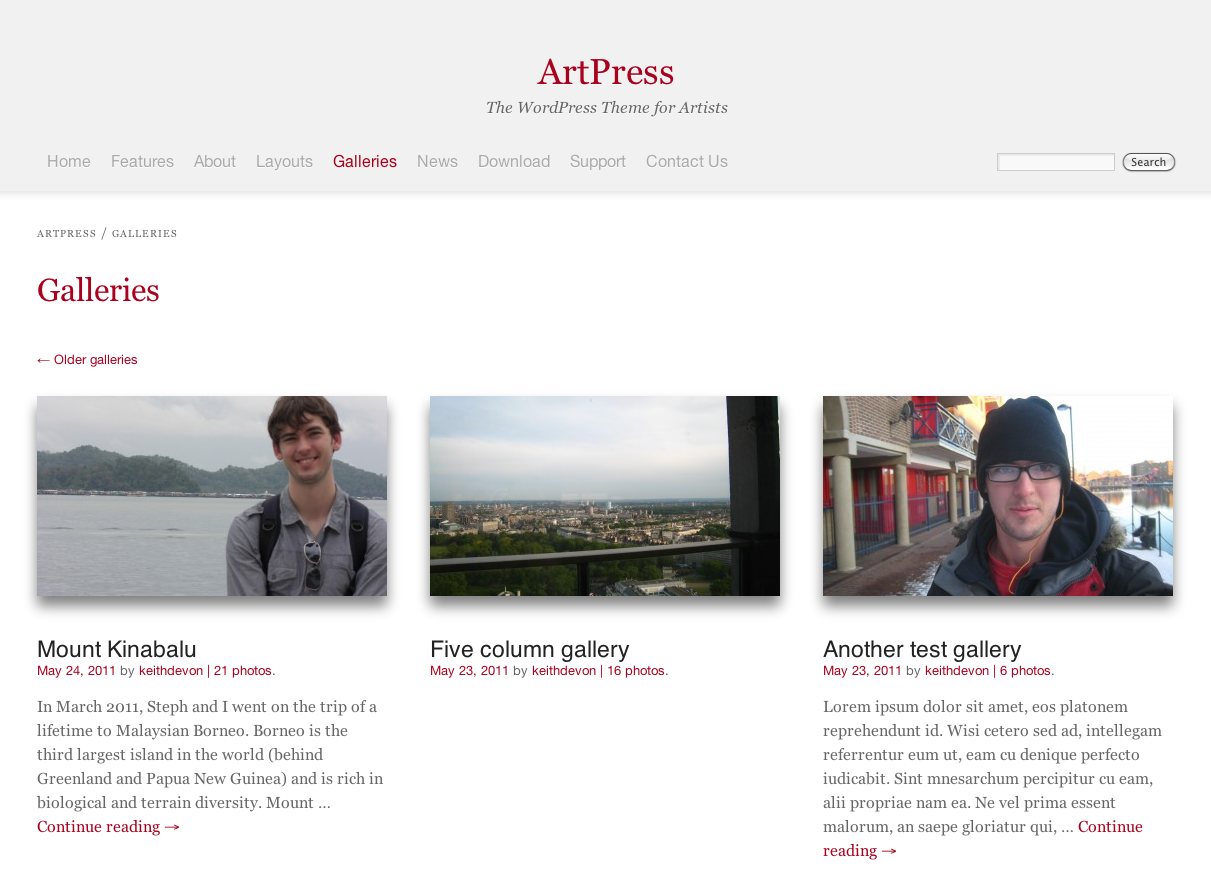 ArtPress
The WordPress Theme for Artists
Home Features About Layouts Galleries News Download Support Contact Us Search
ARTPRESS / GALLERIES
Galleries
← Older galleries
Mount Kinabalu
May 24, 2011 by keithdevon | 21 photos.
In March 2011, Steph and I went on the trip of a
lifetime to Malaysian Borneo. Borneo is the
third largest island in the world (behind
Greenland and Papua New Guinea) and is rich in
biological and terrain diversity. Mount …
Continue reading →
Five column gallery
May 23, 2011 by keithdevon | 16 photos.
Another test gallery
May 23, 2011 by keithdevon | 6 photos.
Lorem ipsum dolor sit amet, eos platonem
reprehendunt id. Wisi cetero sed ad, intellegam
referrentur eum ut, eam cu denique perfecto
iudicabit. Sint mnesarchum percipitur cu eam,
alii propriae nam ea. Ne vel prima essent
malorum, an saepe gloriatur qui, … Continue
reading →